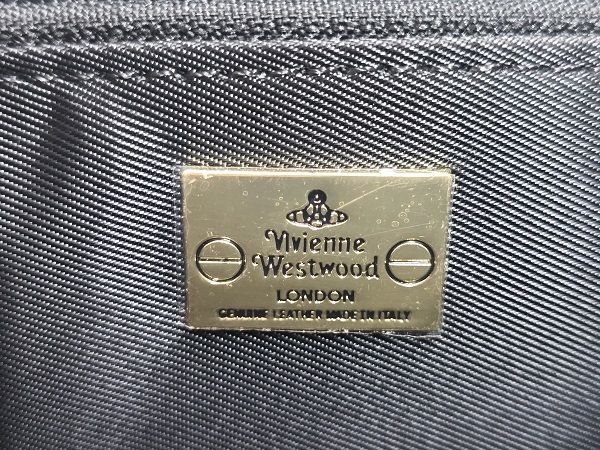 Vivienne
Westwood
LONDON
GENUINE LEATHER MADE IN ITALY